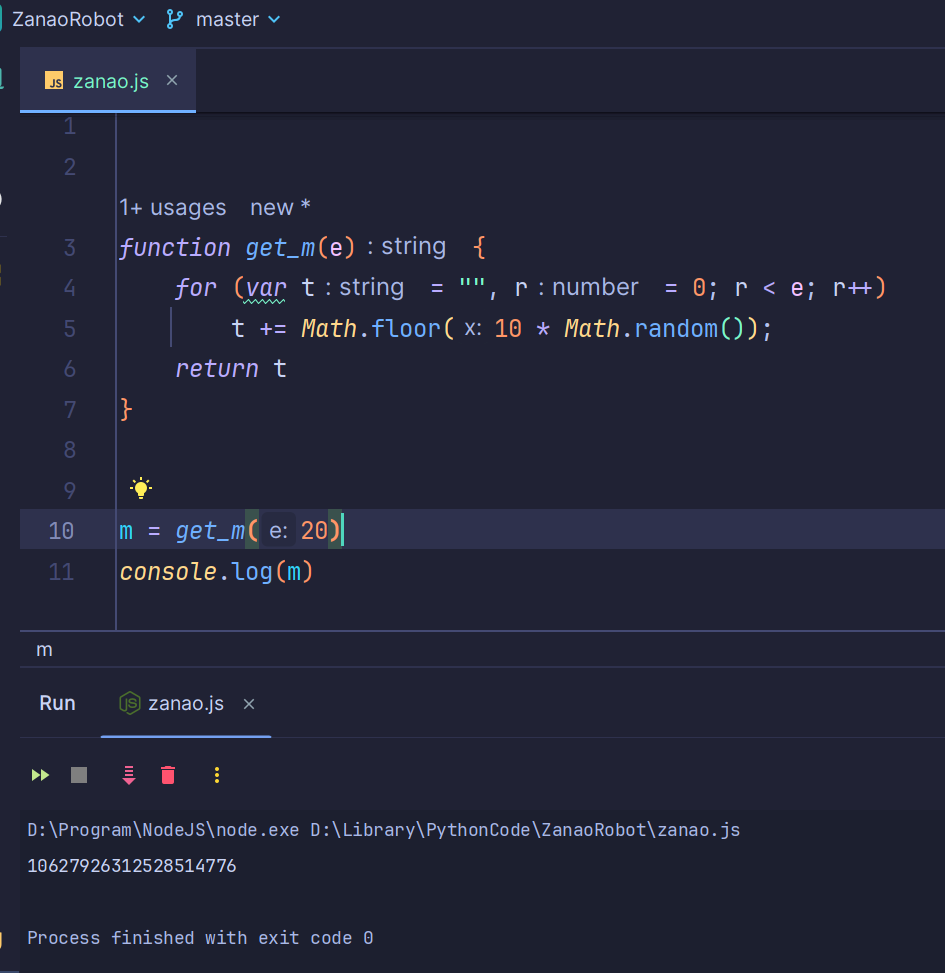 ZanaoRobot master
JS zanao.js ×
1
2
1+ usages new *
3 function get_m(e) : string {
4 for (var t : string = "", r : number = 0; r < e; r++)
5 t += Math.floor( x: 10 * Math.random());
6 return t
7 }
8
9
10 m = get_m( e: 20)
11 console.log(m)
m
Run JS zanao.js ×
D:\Program\NodeJS\node.exe D:\Library\PythonCode\ZanaoRobot\zanao.js
10627926312528514776
Process finished with exit code 0